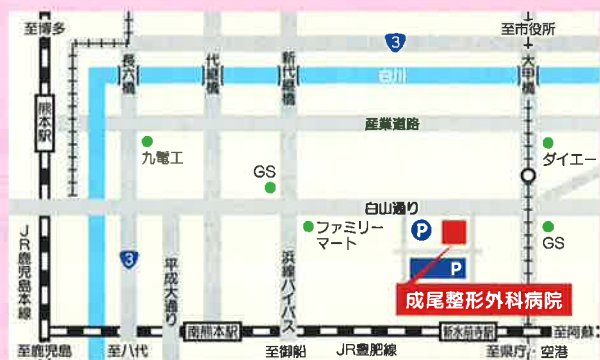 至博多
3
至市役所
長六橋
代継橋
新代継橋
白川
大甲橋
熊本駅
産業道路
九電工
ダイエー
GS
白山通り
ファミリー
マート
P
GS
JR鹿児島本線
3
平成大通り
浜線バイパス
P
成尾整形外科病院
南熊本駅
新水前寺駅
至阿蘇
至鹿児島
至八代
至御船
JR豊肥線
至県庁
空港